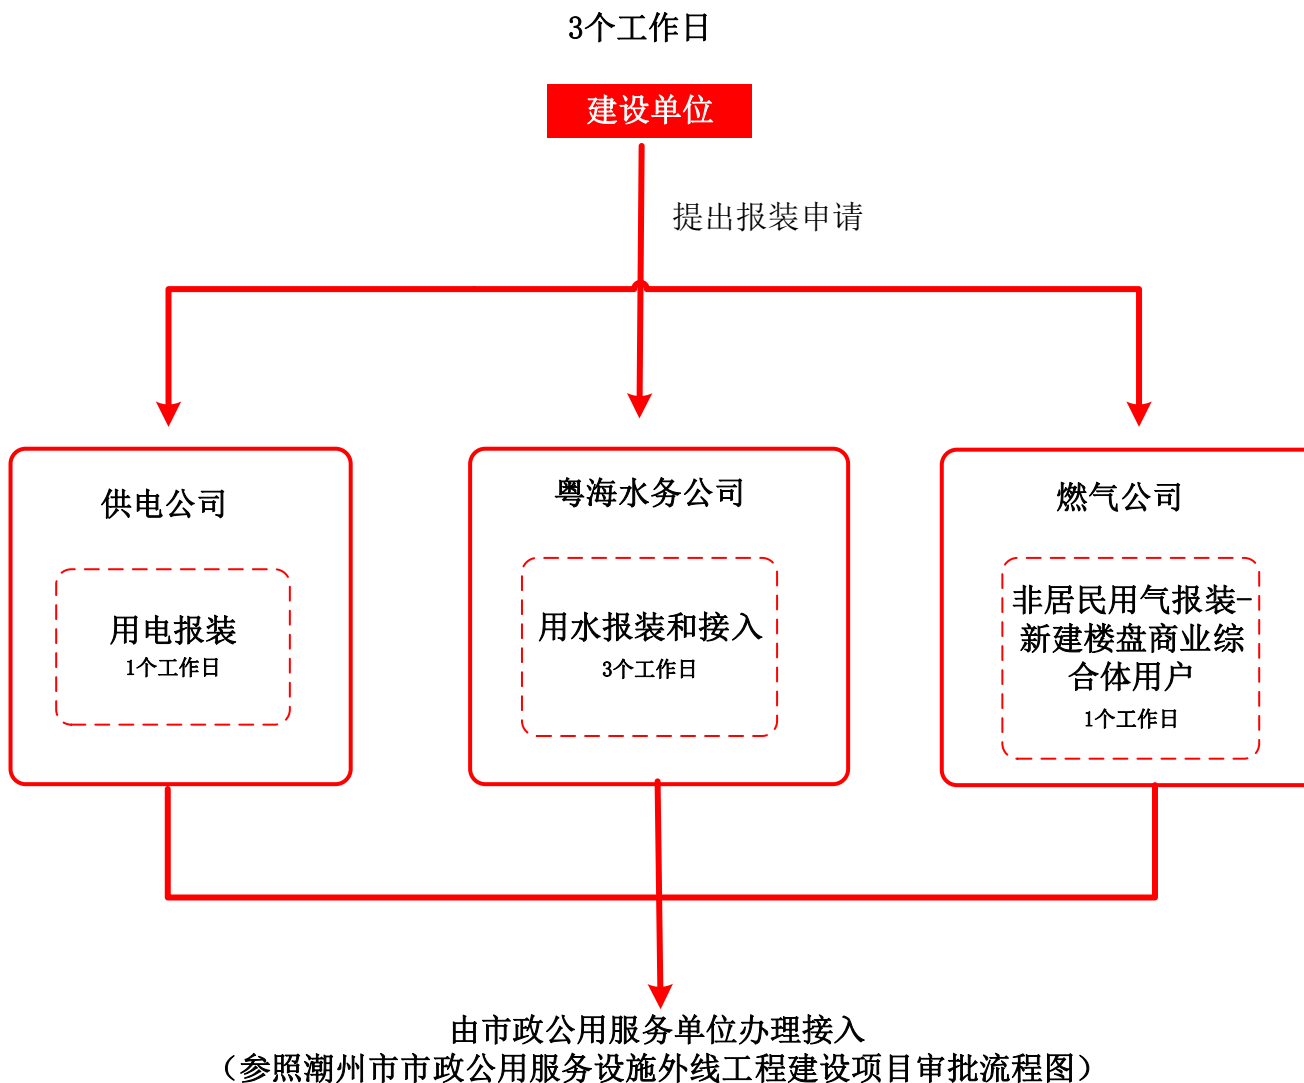 3个工作日
建设单位
提出报装申请
供电公司
用电报装
1个工作日
粤海水务公司
用水报装和接入
3个工作日
燃气公司
非居民用气报装-
新建楼盘商业综
合体用户
1个工作日
由市政公用服务单位办理接入
（参照潮州市市政公用服务设施外线工程建设项目审批流程图）